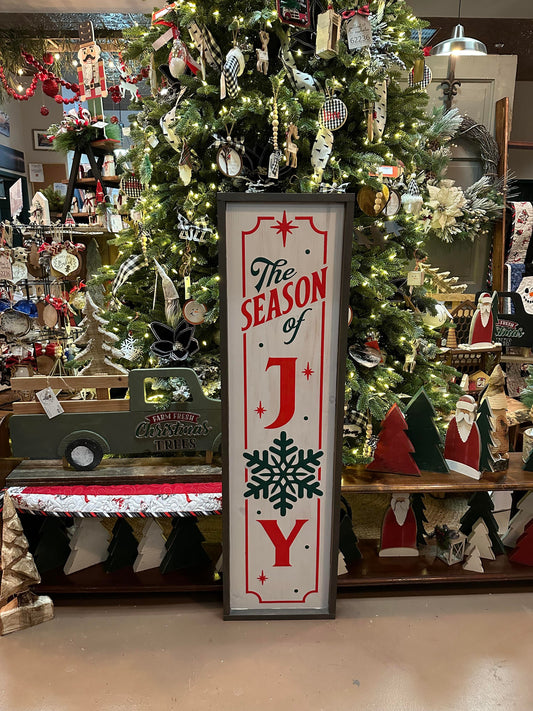 The
SEASON
of
J
Y
FARM FRESH
Christmas
TREES